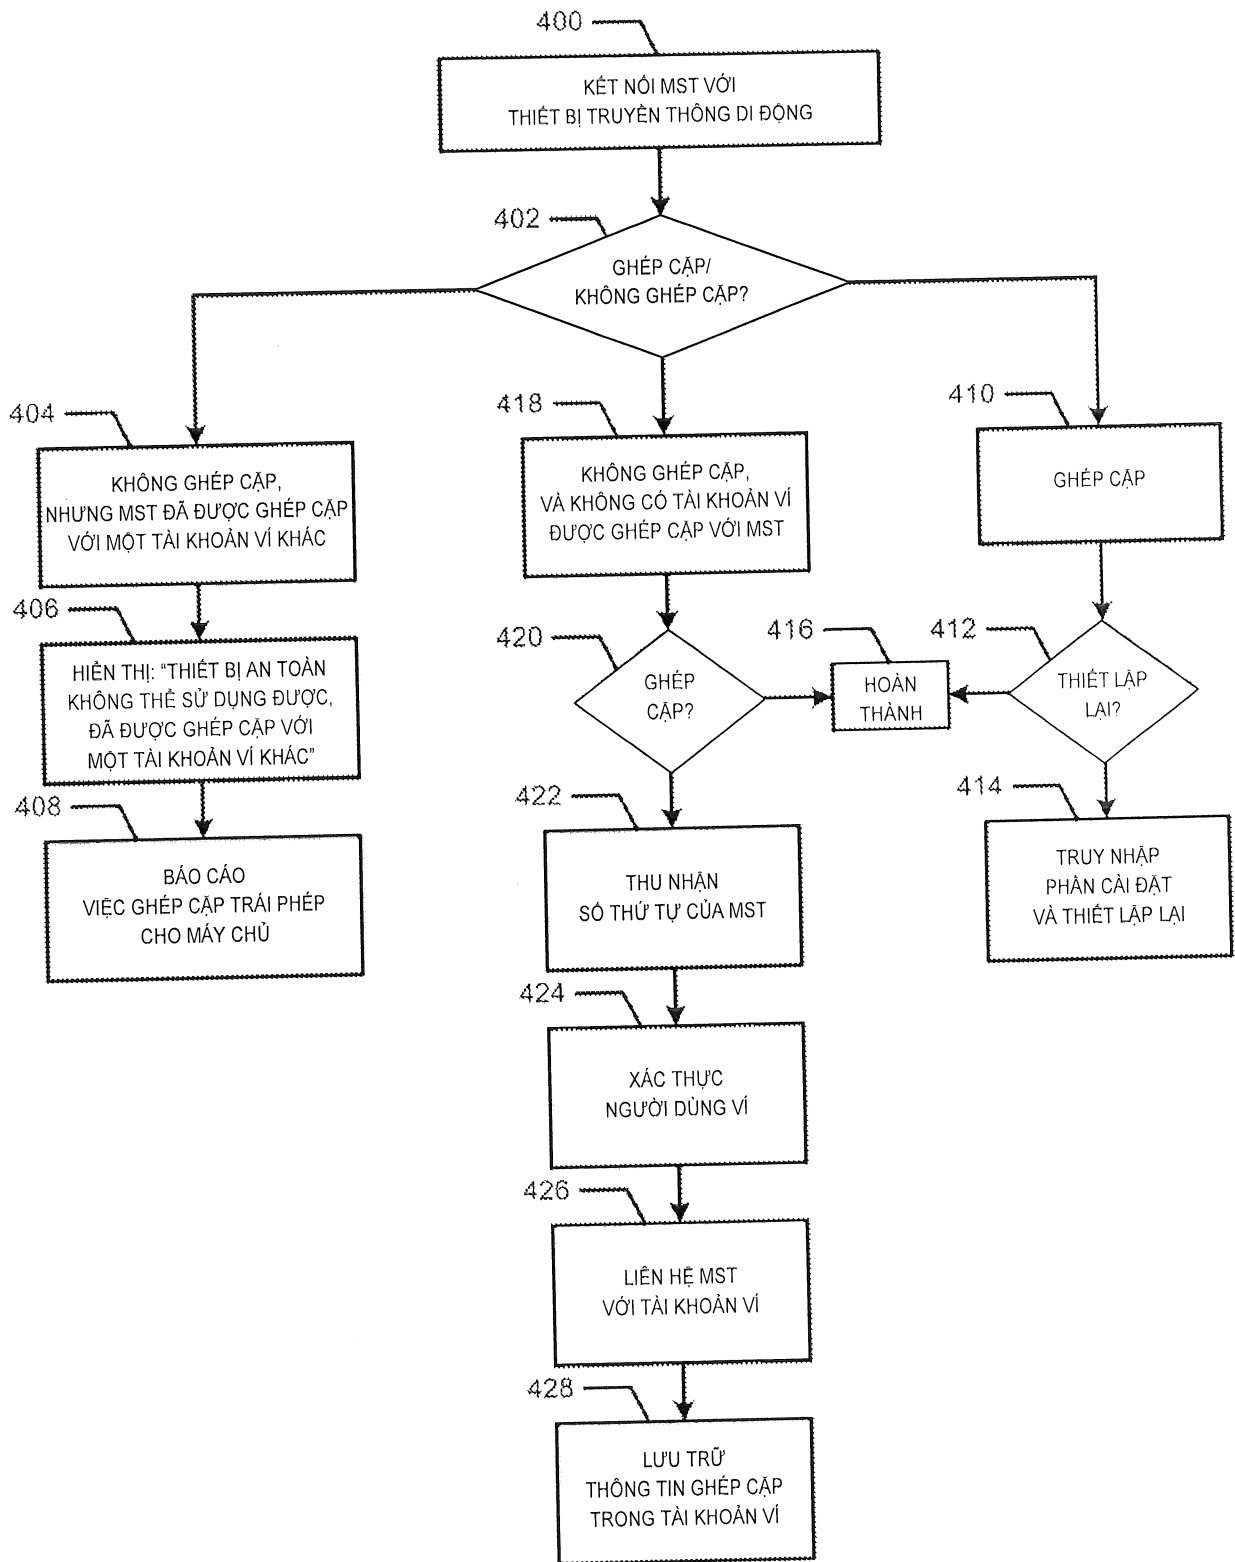 400
KẾT NỐI MST VỚI
THIẾT BỊ TRUYỀN THÔNG DI ĐỘNG
402
GHÉP CẶP/
KHÔNG GHÉP CẶP?
404
KHÔNG GHÉP CẶP,
NHƯNG MST ĐÃ ĐƯỢC GHÉP CẶP
VỚI MỘT TÀI KHOẢN VÍ KHÁC
406
HIỂN THỊ: “THIẾT BỊ AN TOÀN
KHÔNG THỂ SỬ DỤNG ĐƯỢC,
ĐÃ ĐƯỢC GHÉP CẶP VỚI
MỘT TÀI KHOẢN VÍ KHÁC”
408
BÁO CÁO
VIỆC GHÉP CẶP TRÁI PHÉP
CHO MÁY CHỦ
418
KHÔNG GHÉP CẶP,
VÀ KHÔNG CÓ TÀI KHOẢN VÍ
ĐƯỢC GHÉP CẶP VỚI MST
420
GHÉP
CẶP?
416
HOÀN
THÀNH
410
GHÉP CẶP
412
THIẾT LẬP
LẠI?
414
TRUY NHẬP
PHẦN CÀI ĐẶT
VÀ THIẾT LẬP LẠI
422
THU NHẬN
SỐ THỨ TỰ CỦA MST
424
XÁC THỰC
NGƯỜI DÙNG VÍ
426
LIÊN HỆ MST
VỚI TÀI KHOẢN VÍ
428
LƯU TRỮ
THÔNG TIN GHÉP CẶP
TRONG TÀI KHOẢN VÍ